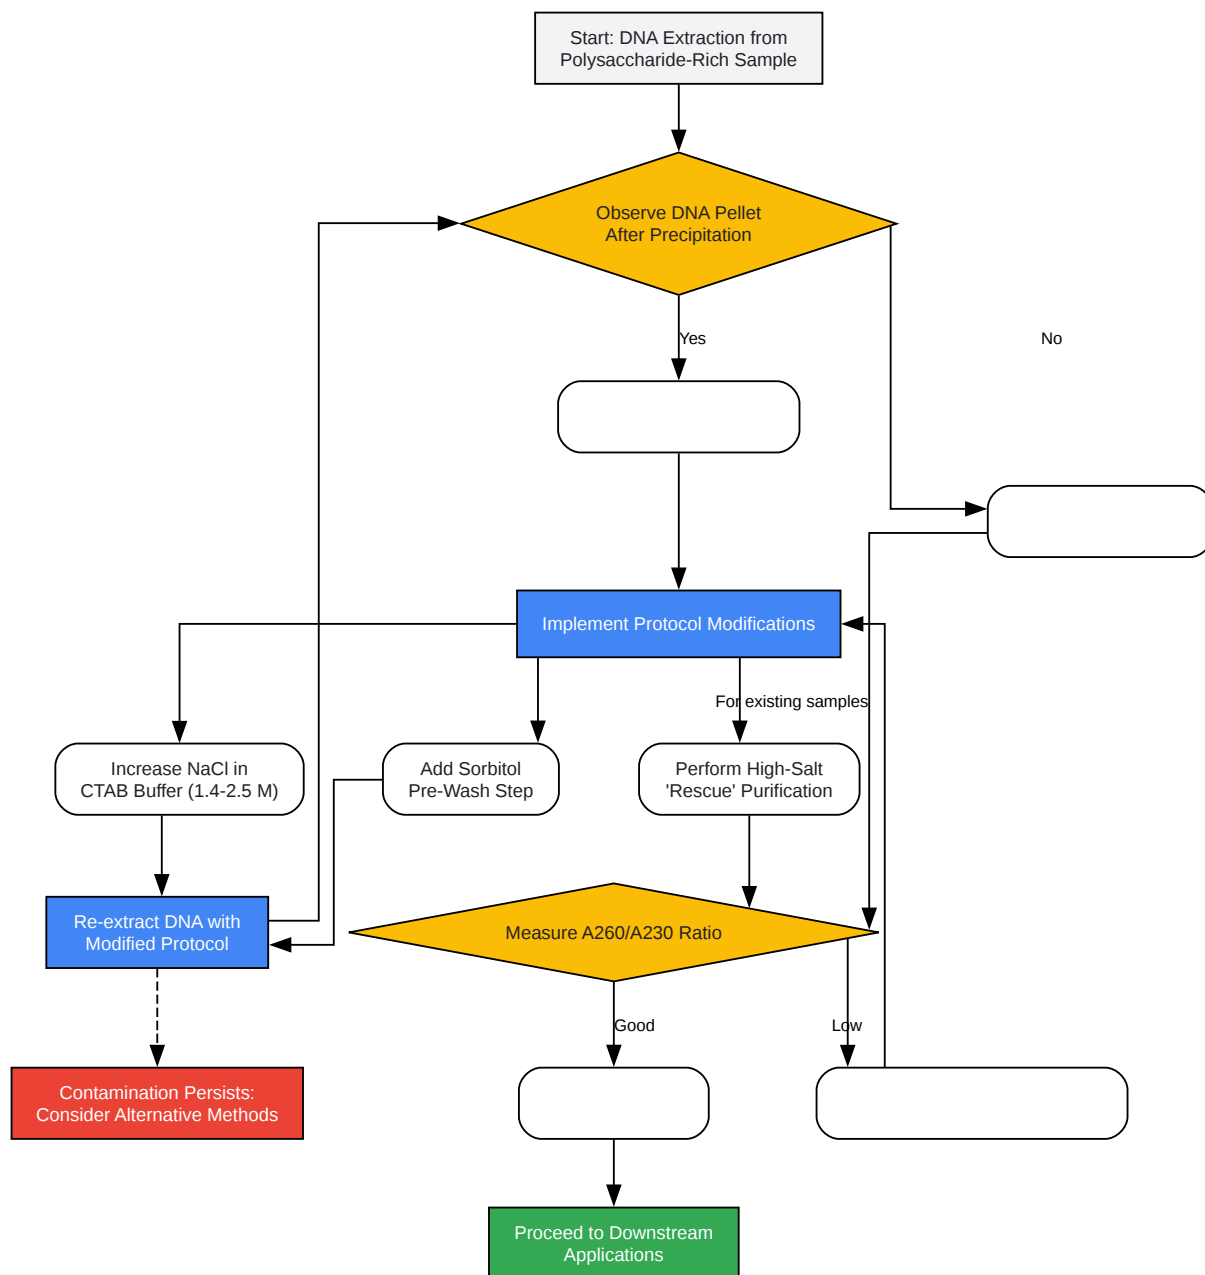 Start: DNA Extraction from
Polysaccharide-Rich Sample
Observe DNA Pellet
After Precipitation
Yes
No
Implement Protocol Modifications
For existing samples
Increase NaCl in
CTAB Buffer (1.4-2.5 M)
Add Sorbitol
Pre-Wash Step
Perform High-Salt
'Rescue' Purification
Re-extract DNA with
Modified Protocol
Measure A260/A230 Ratio
Good
Low
Contamination Persists:
Consider Alternative Methods
Proceed to Downstream
Applications